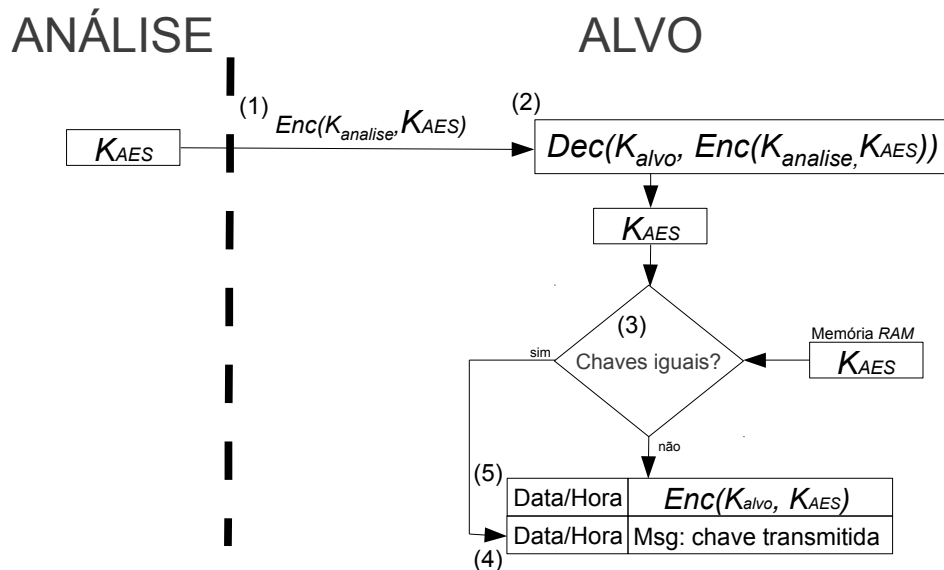 ANÁLISE
ALVO
(1)
Enc(Kanalise, KAES)
(2)
KAES
Dec(Kalvo, Enc(Kanalise, KAES))
KAES
(3)
Chaves iguais?
sim
Memória RAM
KAES
não
(5)
Data/Hora Enc(Kalvo, KAES)
Data/Hora Msg: chave transmitida
(4)